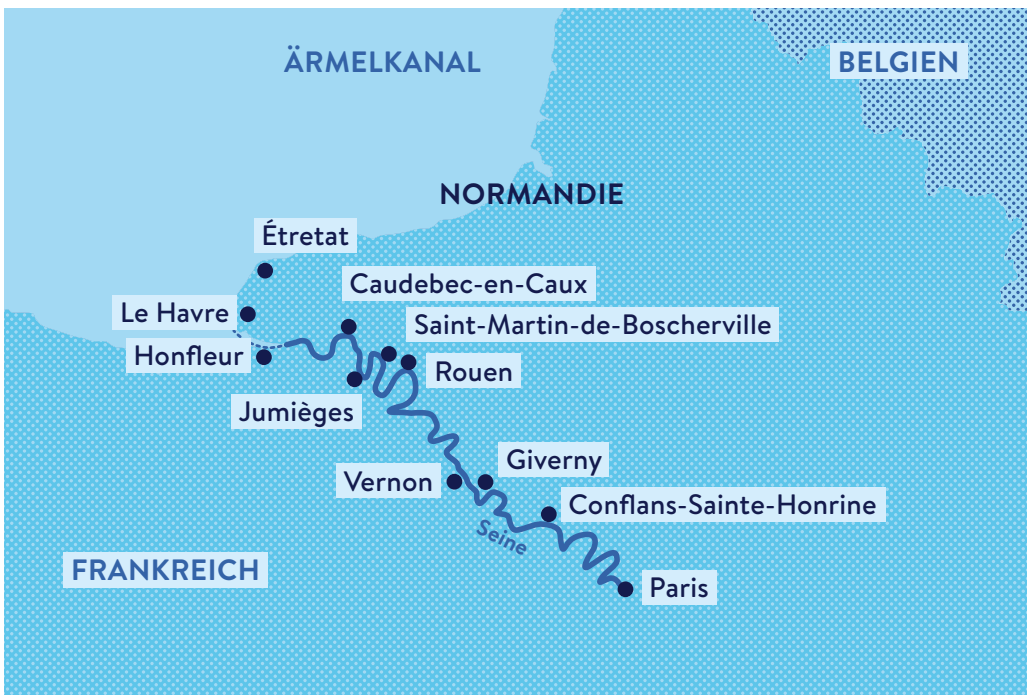 ÄRMELKANAL
BELGIEN
NORMANDIE
Étretat
Caudebec-en-Caux
Le Havre
Saint-Martin-de-Boscherville
Honfleur
Rouen
Jumièges
Giverny
Vernon
Conflans-Sainte-Honrine
Seine
FRANKREICH
Paris